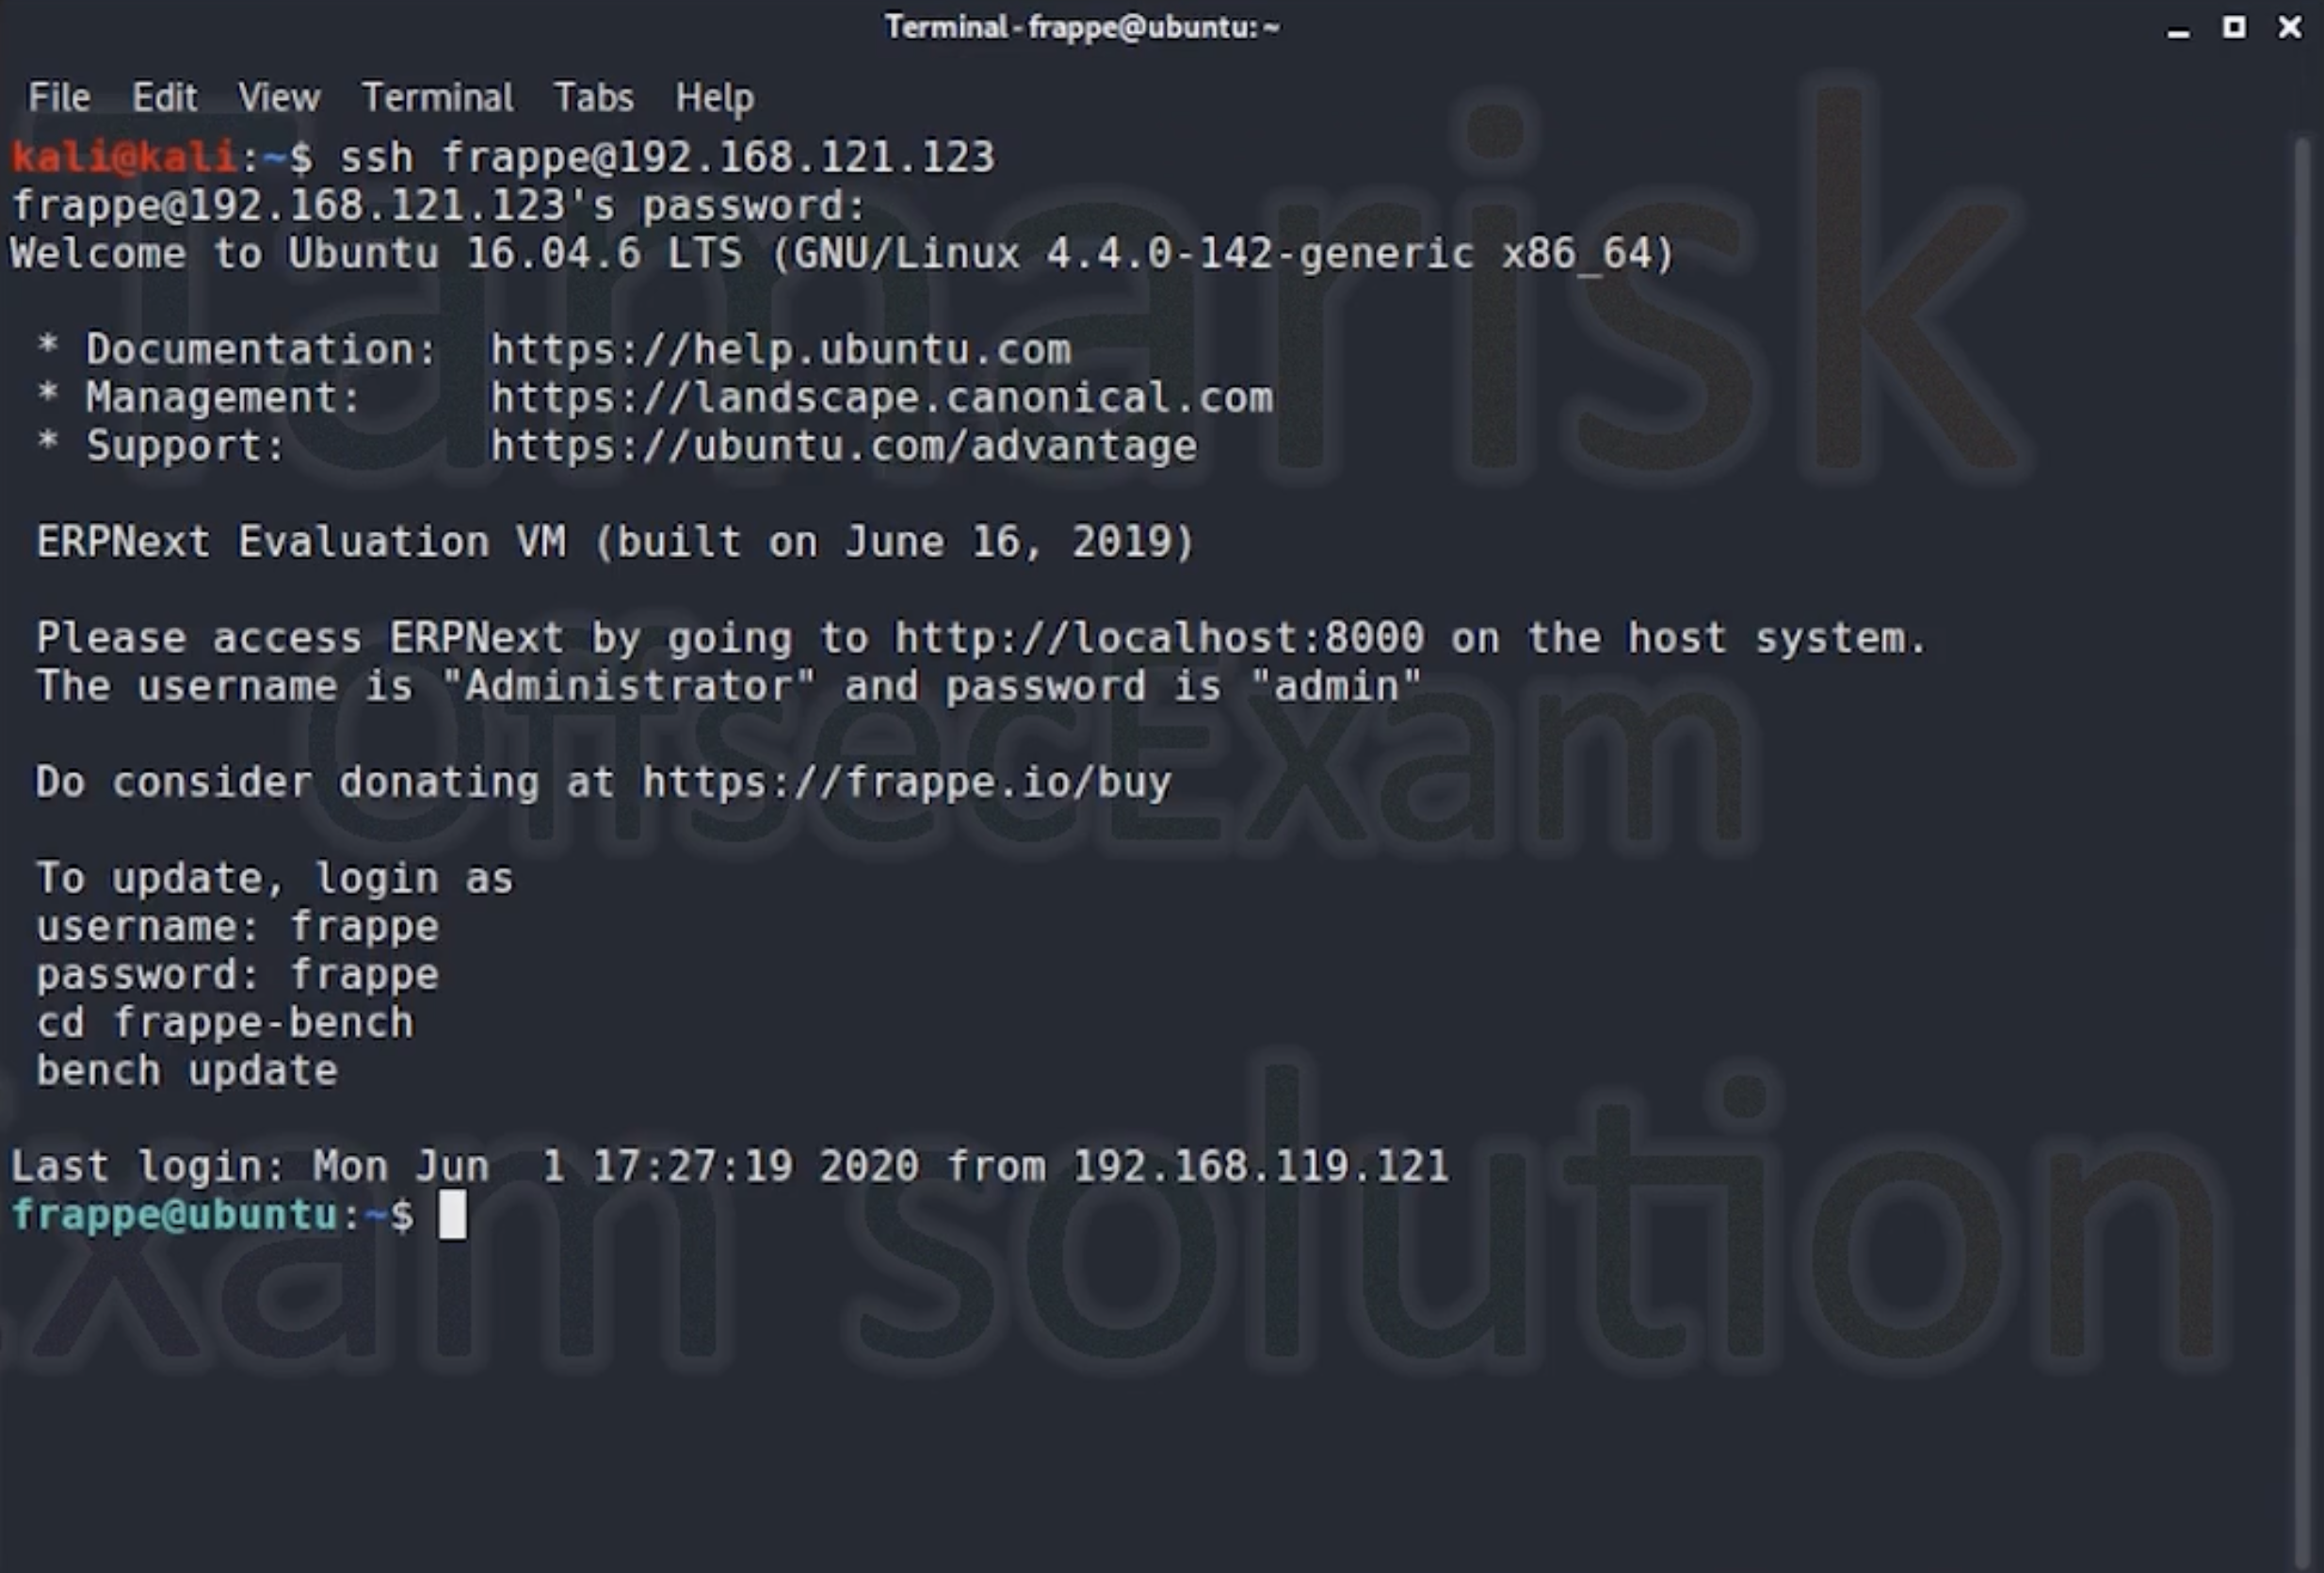 Terminal - frappe@ubuntu: ~
File Edit View Terminal Tabs Help
kali@kali:~$ ssh frappe@192.168.121.123
frappe@192.168.121.123's password:
Welcome to Ubuntu 16.04.6 LTS (GNU/Linux 4.4.0-142-generic x86_64)
* Documentation:  https://help.ubuntu.com
* Management:     https://landscape.canonical.com
* Support:        https://ubuntu.com/advantage
ERPNext Evaluation VM (built on June 16, 2019)
Please access ERPNext by going to http://localhost:8000 on the host system.
The username is "Administrator" and password is "admin"
Do consider donating at https://frappe.io/buy
To update, login as
username: frappe
password: frappe
cd frappe-bench
bench update
Last login: Mon Jun  1 17:27:19 2020 from 192.168.119.121
frappe@ubuntu:~$
Tamarisk
OffsecExam
Exam solution